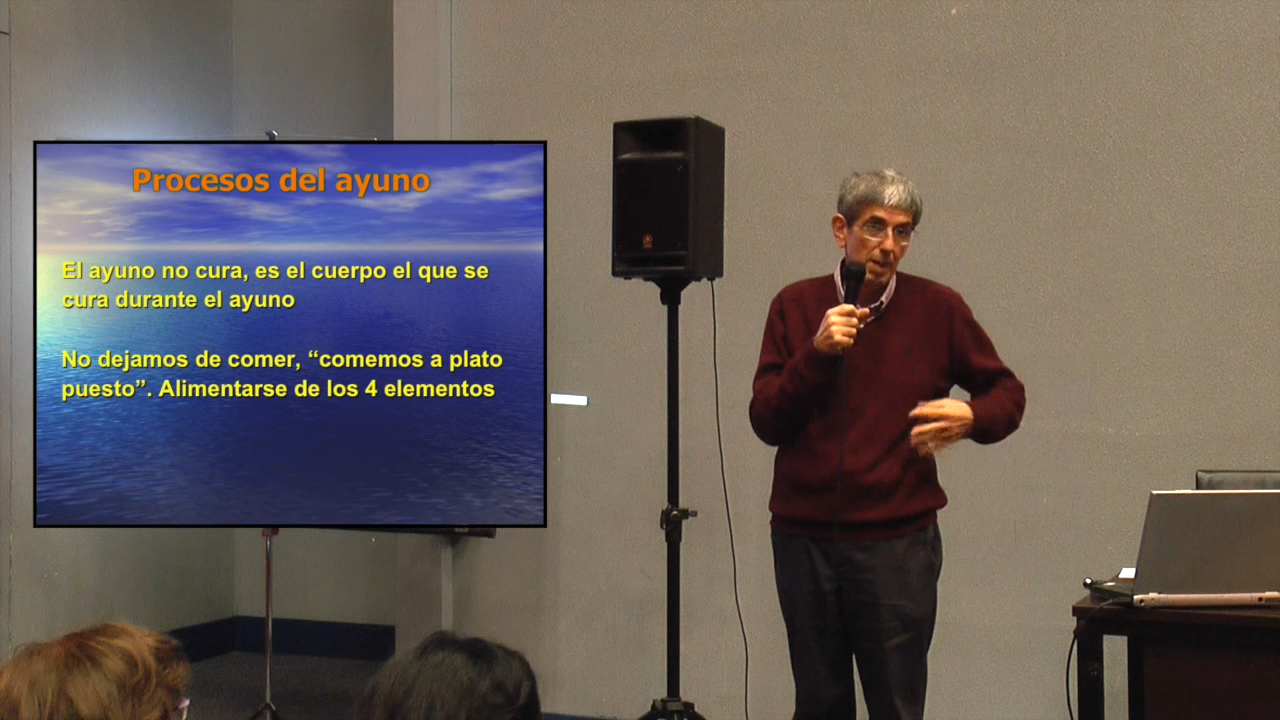 Procesos del ayuno
El ayuno no cura, es el cuerpo el que se
cura durante el ayuno
No dejamos de comer, “comemos a plato
puesto”. Alimentarse de los 4 elementos